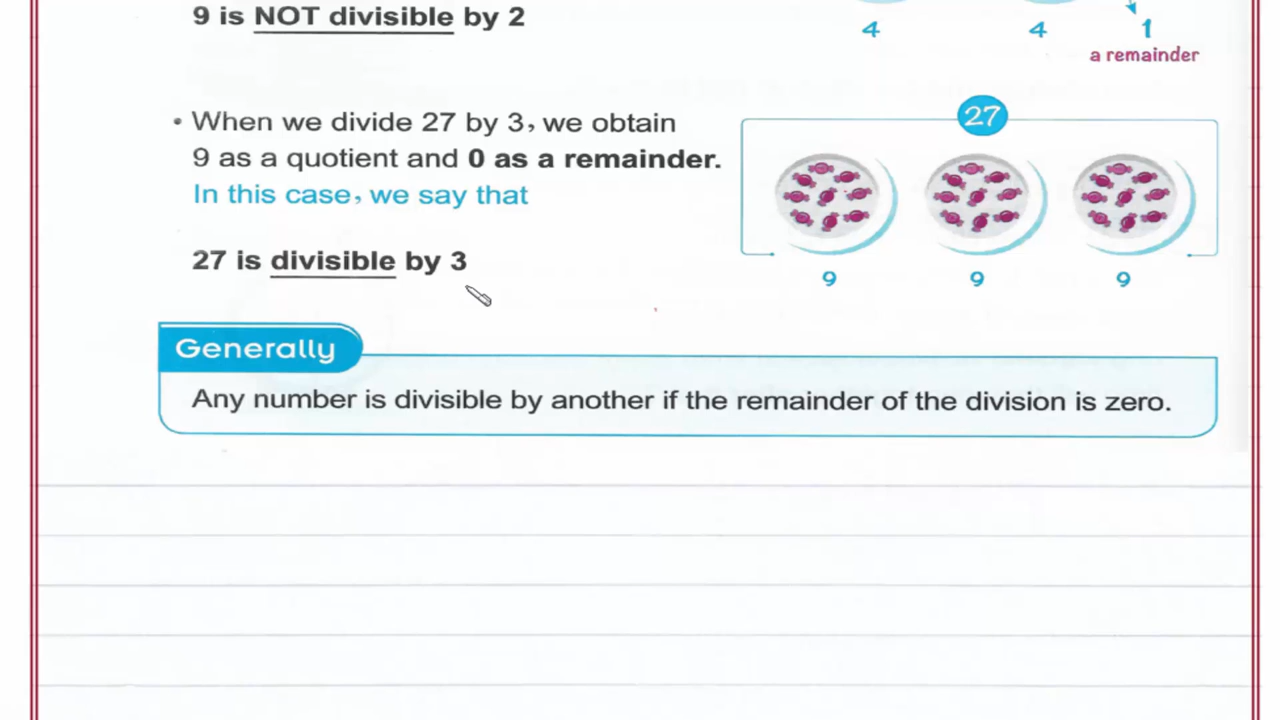 9 is NOT divisible by 2
4 4 1
a remainder
• When we divide 27 by 3, we obtain
9 as a quotient and 0 as a remainder.
In this case, we say that
27 is divisible by 3
27
9 9 9
Generally
Any number is divisible by another if the remainder of the division is zero.